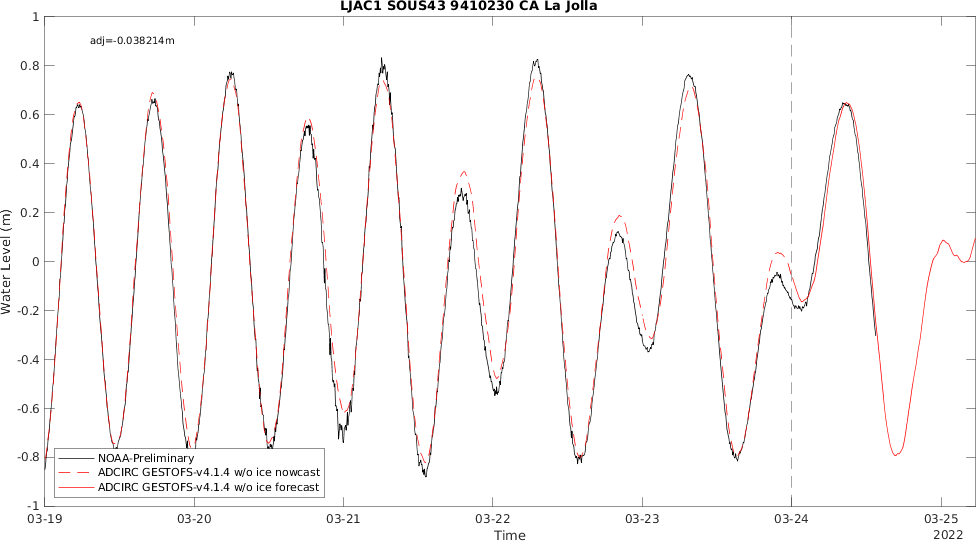 LJAC1 SOUS43 9410230 CA La Jolla
adj=-0.038214m
1
0.8
0.6
0.4
0.2
0
-0.2
-0.4
-0.6
-0.8
-1
Water Level (m)
NOAA-Preliminary
ADCIRC GESTOFS-v4.1.4 w/o ice nowcast
ADCIRC GESTOFS-v4.1.4 w/o ice forecast
03-19 03-20 03-21 03-22 03-23 03-24 03-25
Time
2022